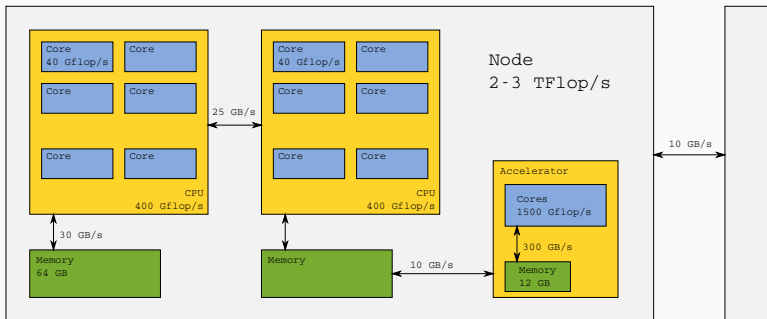 Core
40 Gflop/s
Core
Core
Core
Core
Core
CPU
400 Gflop/s
30 GB/s
Memory
64 GB
25 GB/s
Core
40 Gflop/s
Core
Core
Core
Core
Core
CPU
400 Gflop/s
Memory
10 GB/s
Node
2-3 TFlop/s
Accelerator
Cores
1500 Gflop/s
300 GB/s
Memory
12 GB
10 GB/s